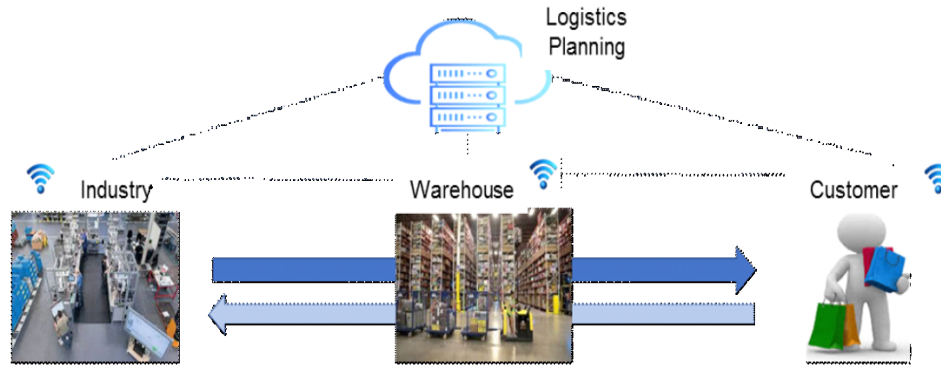 Logistics
Planning
Industry
Warehouse
Customer